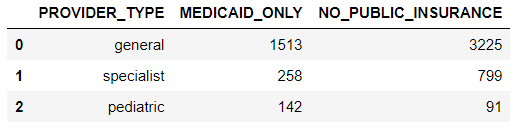 PROVIDER_TYPE MEDICAID_ONLY NO_PUBLIC_INSURANCE
0 general 1513 3225
1 specialist 258 799
2 pediatric 142 91